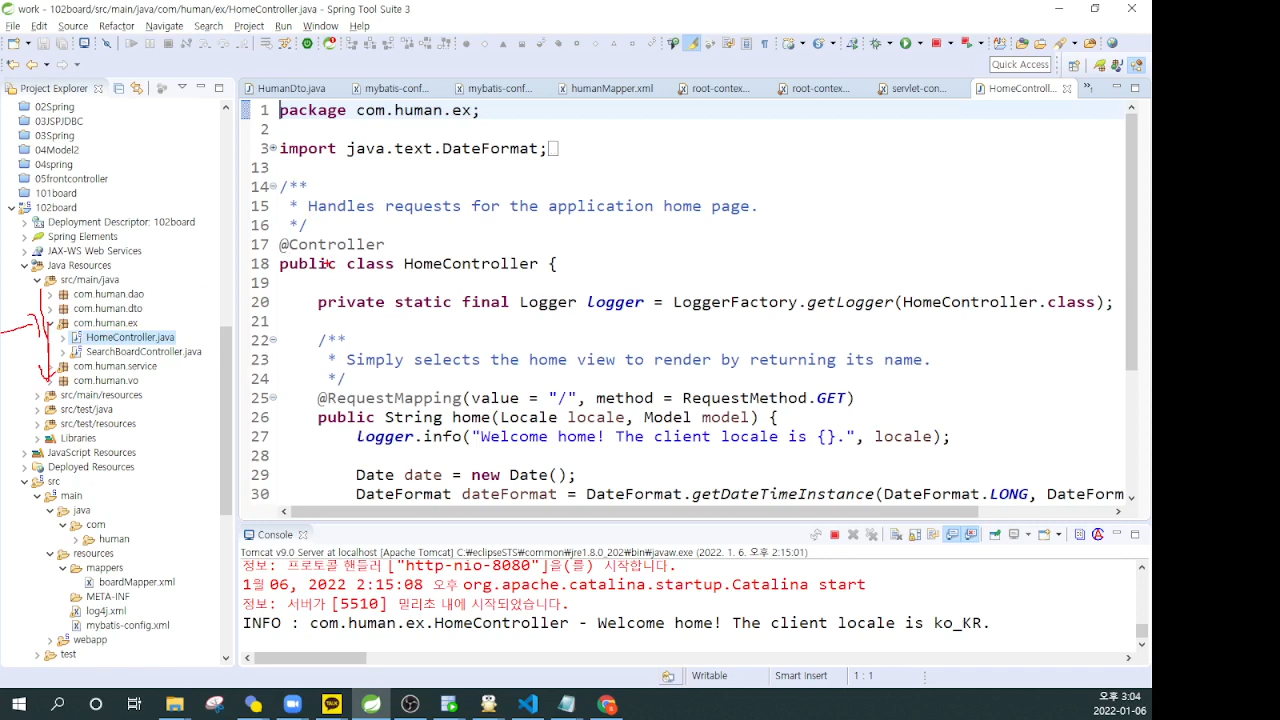 work - 102board/src/main/java/com/human/ex/HomeController.java - Spring Tool Suite 3
File Edit Source Refactor Navigate Search Project Run Window Help
Quick Access
Project Explorer
02Spring
03JSPJDBC
03Spring
04Model2
04spring
05frontcontroller
101board
102board
Deployment Descriptor: 102board
Spring Elements
JAX-WS Web Services
Java Resources
src/main/java
com.human.dao
com.human.dto
com.human.ex
HomeController.java
SearchBoardController.java
com.human.service
com.human.vo
src/main/resources
src/test/java
src/test/resources
Libraries
JavaScript Resources
Deployed Resources
src
main
java
com
human
resources
mappers
boardMapper.xml
META-INF
log4j.xml
mybatis-config.xml
webapp
test
HumanDto.java mybatis-conf... mybatis-conf... humanMapper.xml root-contex... root-contex... servlet-con... HomeControll...
1 package com.human.ex;
2
3 import java.text.DateFormat;
13
14 /**
15 * Handles requests for the application home page.
16 */
17 @Controller
18 public class HomeController {
19
20 private static final Logger logger = LoggerFactory.getLogger(HomeController.class);
21
22 /**
23 * Simply selects the home view to render by returning its name.
24 */
25 @RequestMapping(value = "/", method = RequestMethod.GET)
26 public String home(Locale locale, Model model) {
27 logger.info("Welcome home! The client locale is {}.", locale);
28
29 Date date = new Date();
30 DateFormat dateFormat = DateFormat.getDateTimeInstance(DateFormat.LONG, DateForm
Console
Tomcat v9.0 Server at localhost [Apache Tomcat] C:\eclipseSTS\common\jre1.8.0_202\bin\javaw.exe (2022. 1. 6. 오후 2:15:01)
정보: 프로토콜 핸들러 ["http-nio-8080"]을(를) 시작합니다.
1월 06, 2022 2:15:08 오후 org.apache.catalina.startup.Catalina start
정보: 서버가 [5510] 밀리초 내에 시작되었습니다.
INFO : com.human.ex.HomeController - Welcome home! The client locale is ko_KR.
Writable Smart Insert 1 : 1
TALK
오후 3:04
2022-01-06